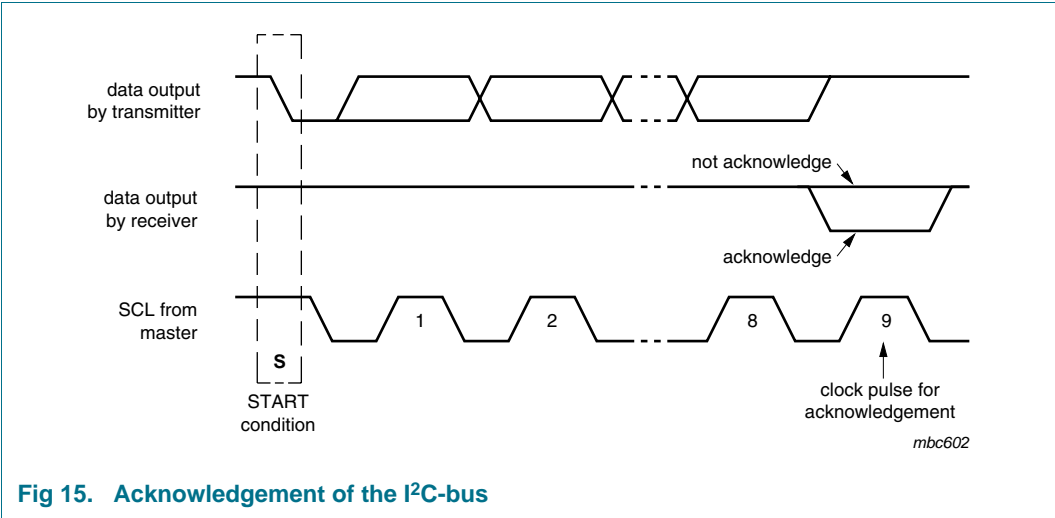 data output
by transmitter
not acknowledge
data output
by receiver
acknowledge
SCL from
master
1
2
8
9
S
START
condition
clock pulse for
acknowledgement
mbc602
Fig 15. Acknowledgement of the I²C-bus